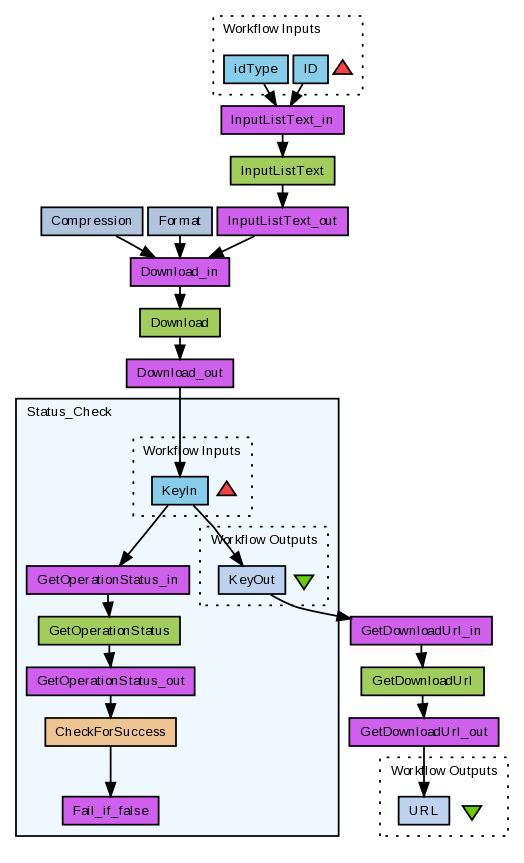 Workflow Inputs
idType
ID
InputListText_in
InputListText
Compression
Format
InputListText_out
Download_in
Download
Download_out
Status_Check
Workflow Inputs
KeyIn
Workflow Outputs
GetOperationStatus_in
KeyOut
GetOperationStatus
GetDownloadUrl_in
GetOperationStatus_out
GetDownloadUrl
CheckForSuccess
GetDownloadUrl_out
Workflow Outputs
Fail_if_false
URL